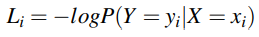 L_i = −logP(Y = y_i|X = x_i)